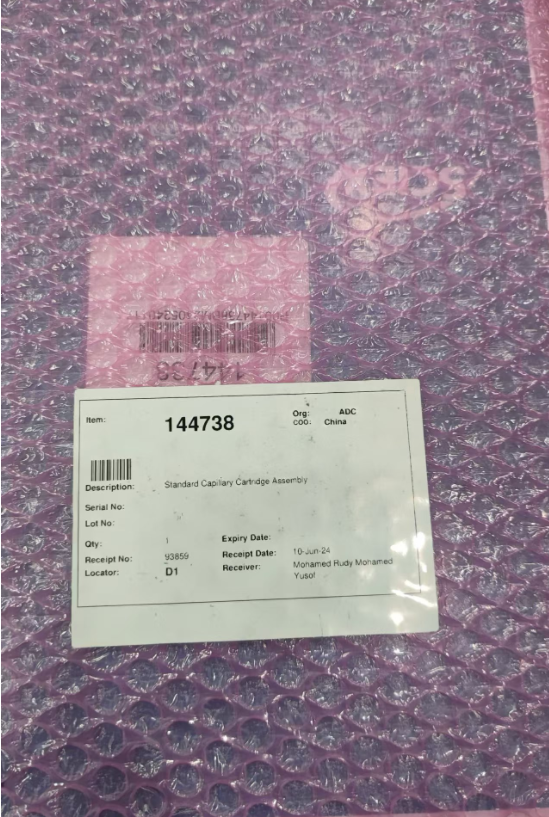 SCIEX
144738
Item: 144738 Org: ADC
COO: China
Description: Standard Capillary Cartridge Assembly
Serial No:
Lot No:
Qty: 1 Expiry Date:
Receipt No: 93859 Receipt Date: 10-Jun-24
Locator: D1 Receiver: Mohamed Rudy Mohamed
Yusof